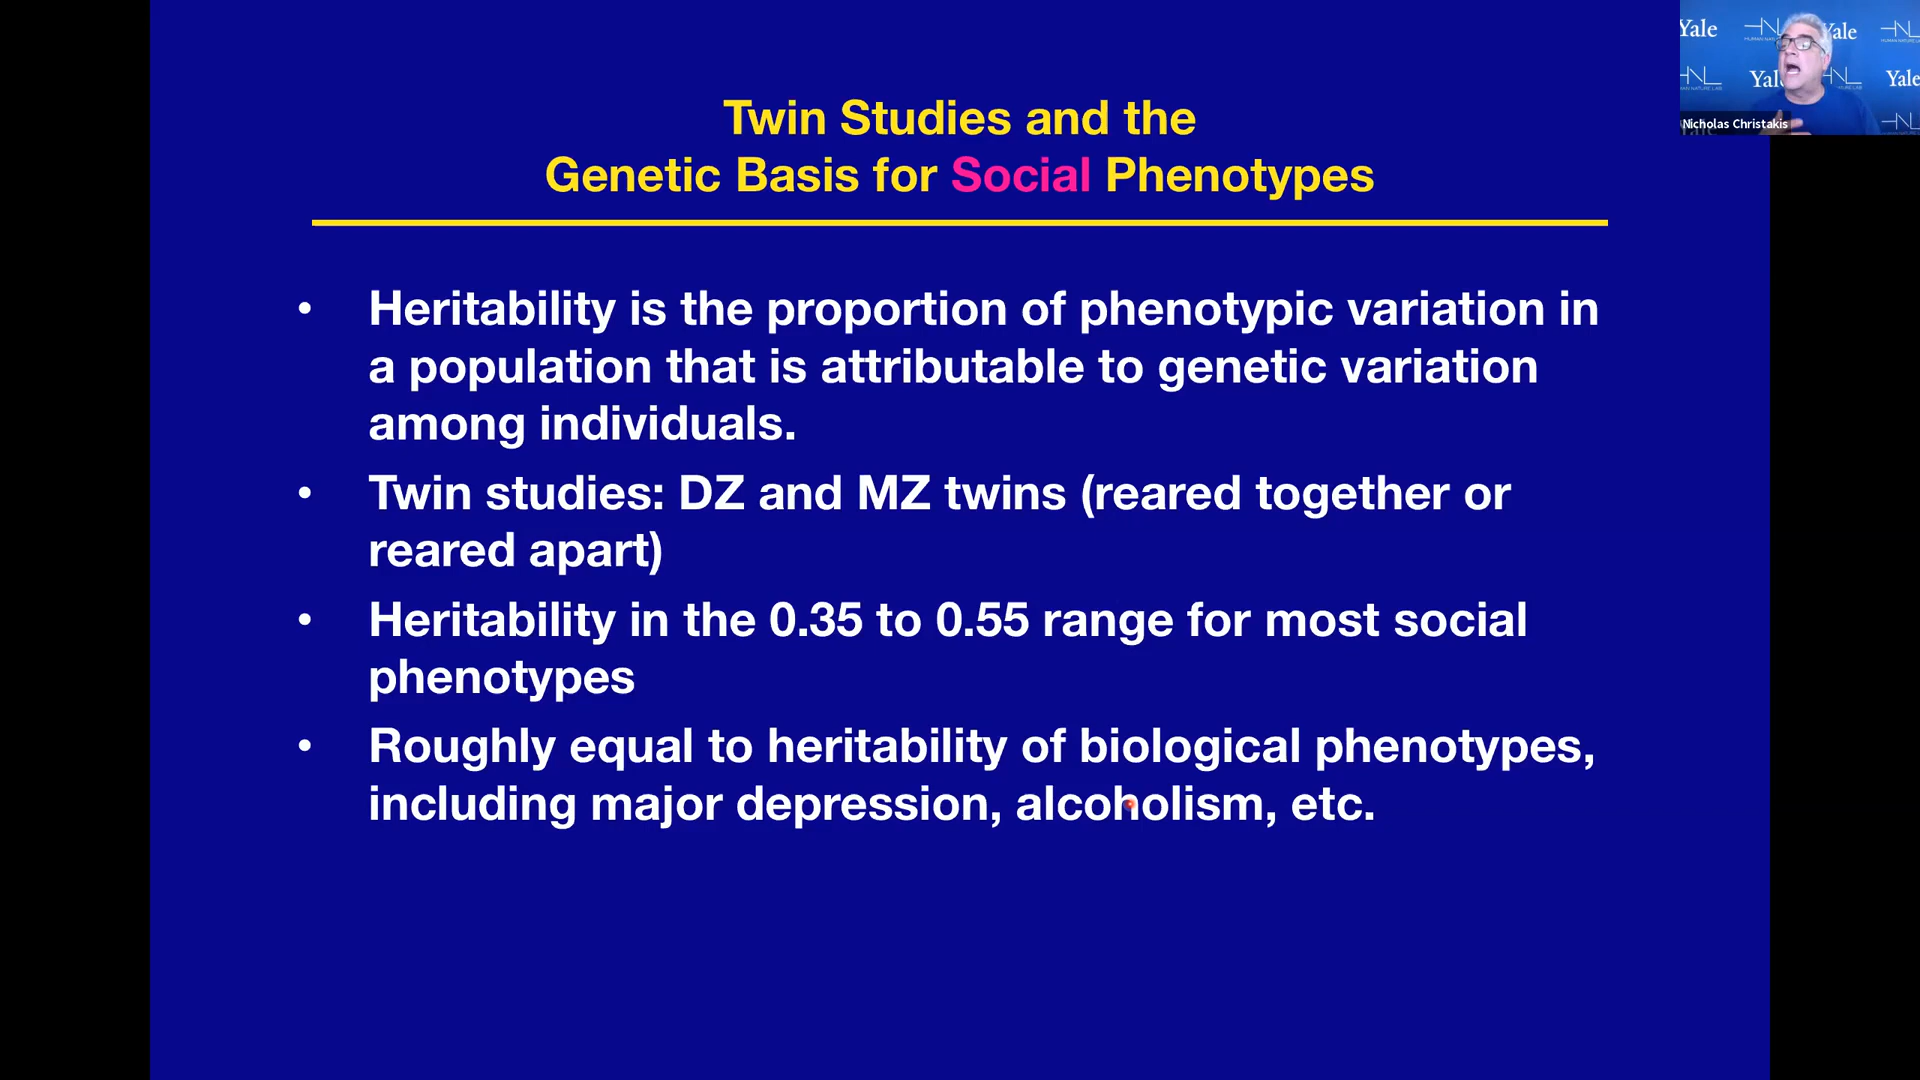 Twin Studies and the
Genetic Basis for Social Phenotypes
• Heritability is the proportion of phenotypic variation in
a population that is attributable to genetic variation
among individuals.
• Twin studies: DZ and MZ twins (reared together or
reared apart)
• Heritability in the 0.35 to 0.55 range for most social
phenotypes
• Roughly equal to heritability of biological phenotypes,
including major depression, alcoholism, etc.
Yale
Yale
Yale
Nicholas Christakis